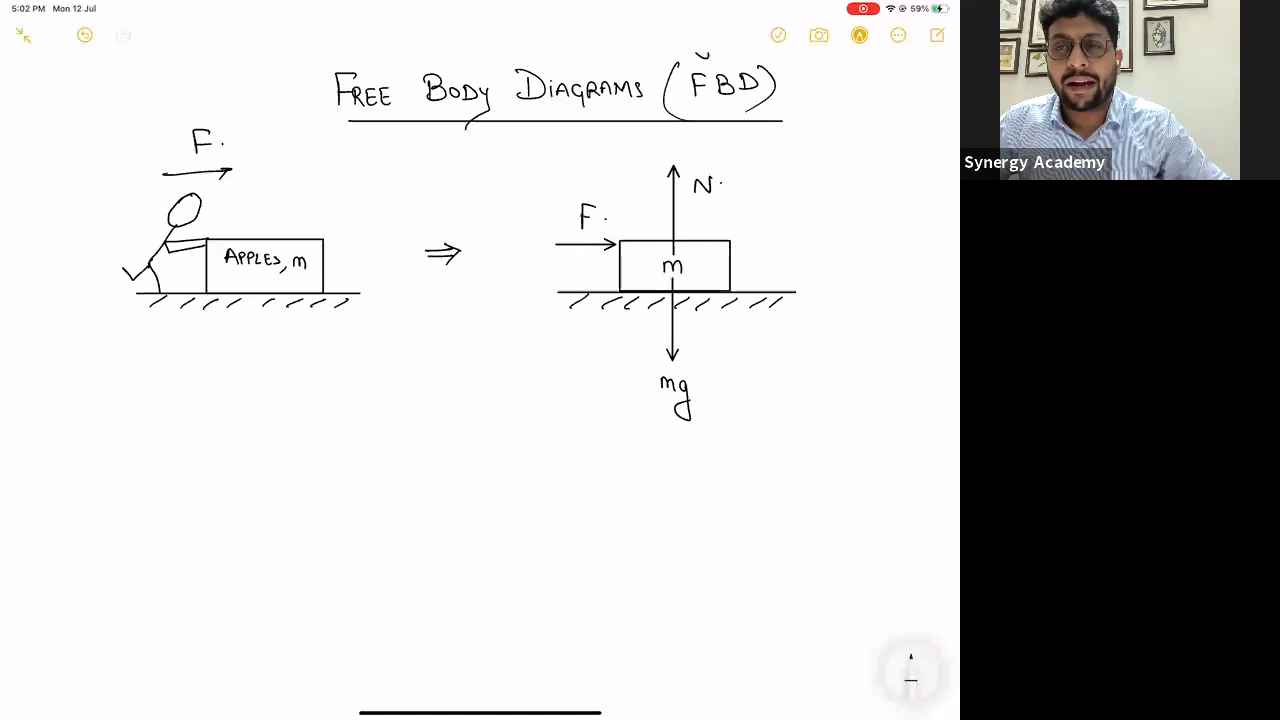 5:02 PM Mon 12 Jul
59%
FREE BODY DIAGRAMS (FBD)
F.
APPLES, m
⇒
F.
N.
m
mg
Synergy Academy